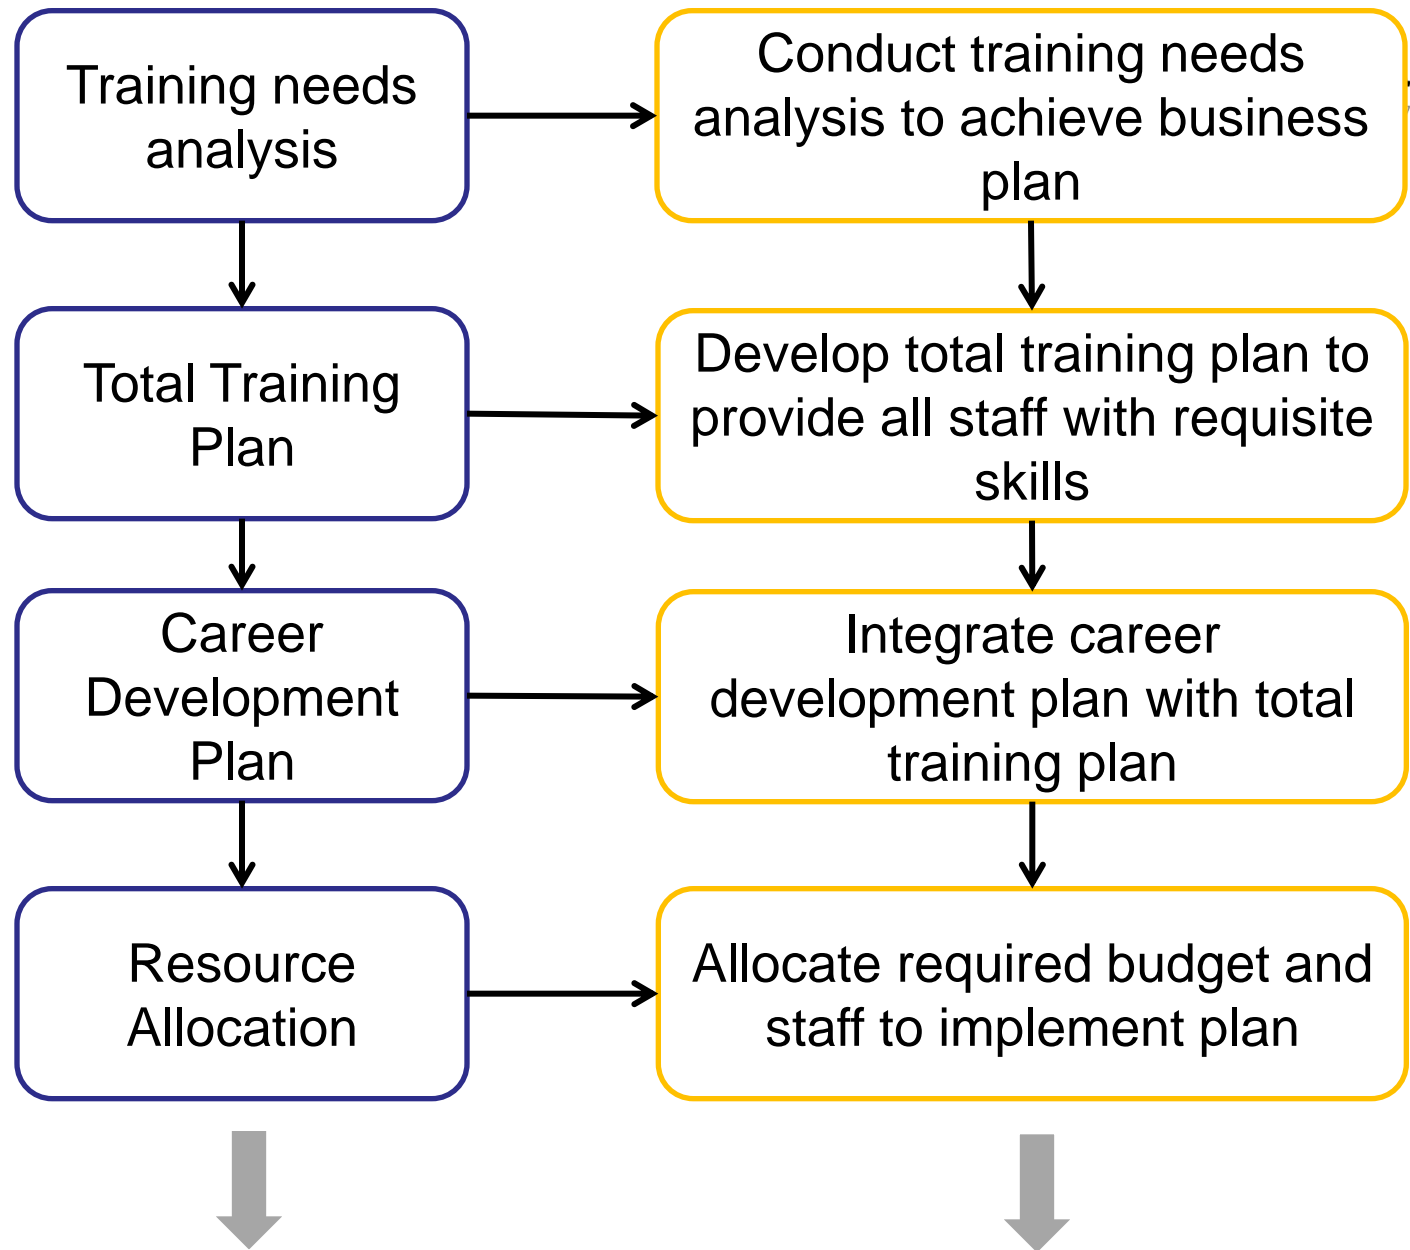 Training needs
analysis
Conduct training needs
analysis to achieve business
plan
Total Training
Plan
Develop total training plan to
provide all staff with requisite
skills
Career
Development
Plan
Integrate career
development plan with total
training plan
Resource
Allocation
Allocate required budget and
staff to implement plan